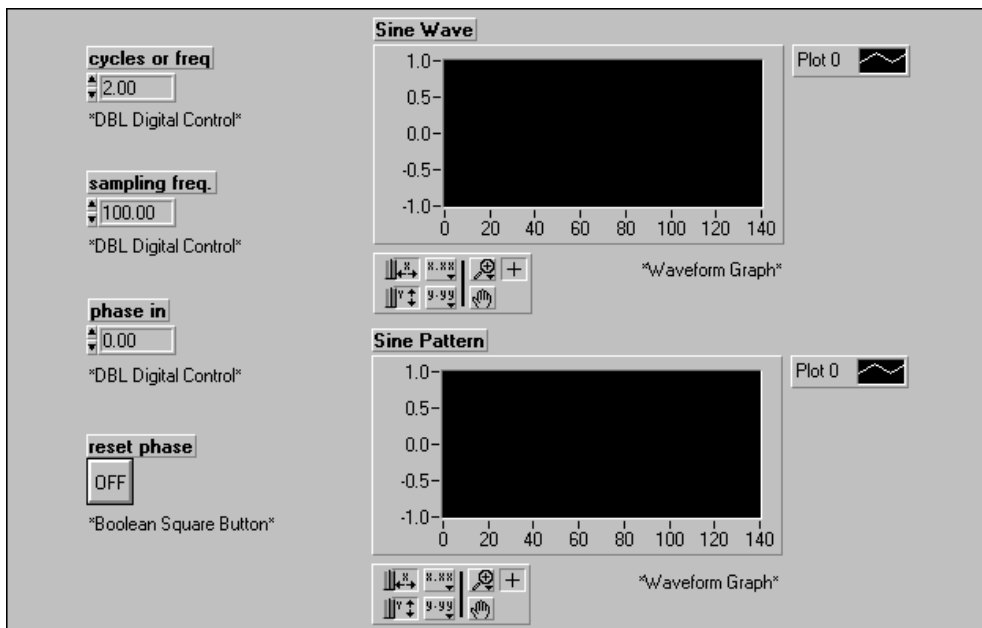 cycles or freq
2.00
*DBL Digital Control*
sampling freq.
100.00
*DBL Digital Control*
phase in
0.00
*DBL Digital Control*
reset phase
OFF
*Boolean Square Button*
Sine Wave
Plot 0
1.0
0.5
0.0
-0.5
-1.0
0 20 40 60 80 100 120 140
X X.XX
Y Y.YY
*Waveform Graph*
Sine Pattern
Plot 0
1.0
0.5
0.0
-0.5
-1.0
0 20 40 60 80 100 120 140
X X.XX
Y Y.YY
*Waveform Graph*